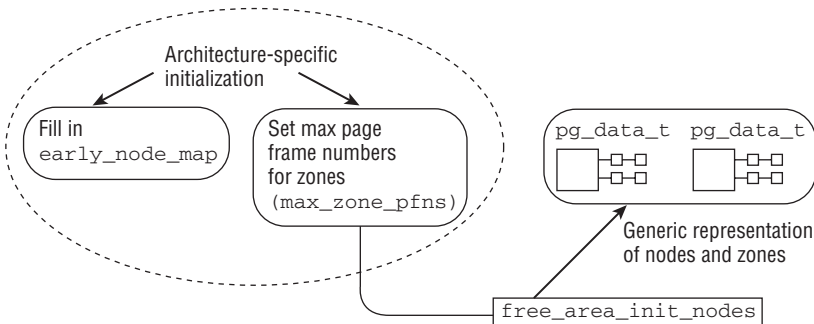 Architecture-specific
initialization
Fill in
early_node_map
Set max page
frame numbers
for zones
(max_zone_pfns)
pg_data_t pg_data_t
Generic representation
of nodes and zones
free_area_init_nodes